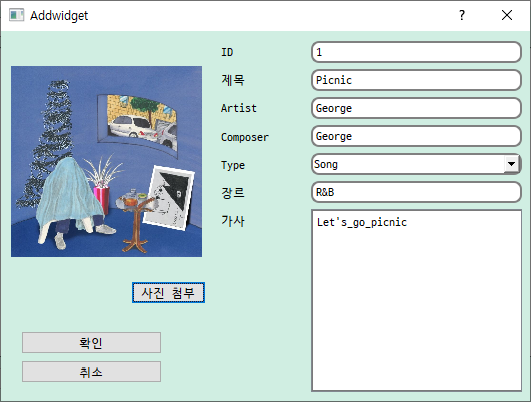 Addwidget
ID 1
제목 Picnic
Artist George
Composer George
Type Song
장르 R&B
가사 Let's_go_picnic
사진 첨부
확인
취소